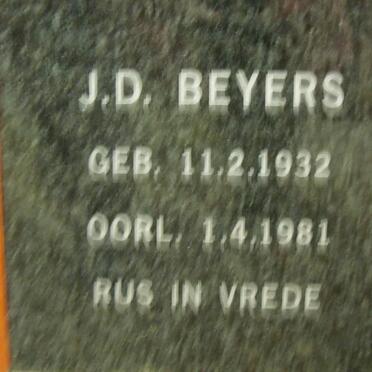 J.D. BEYERS
GEB. 11.2.1932
OORL. 1.4.1981
RUS IN VREDE